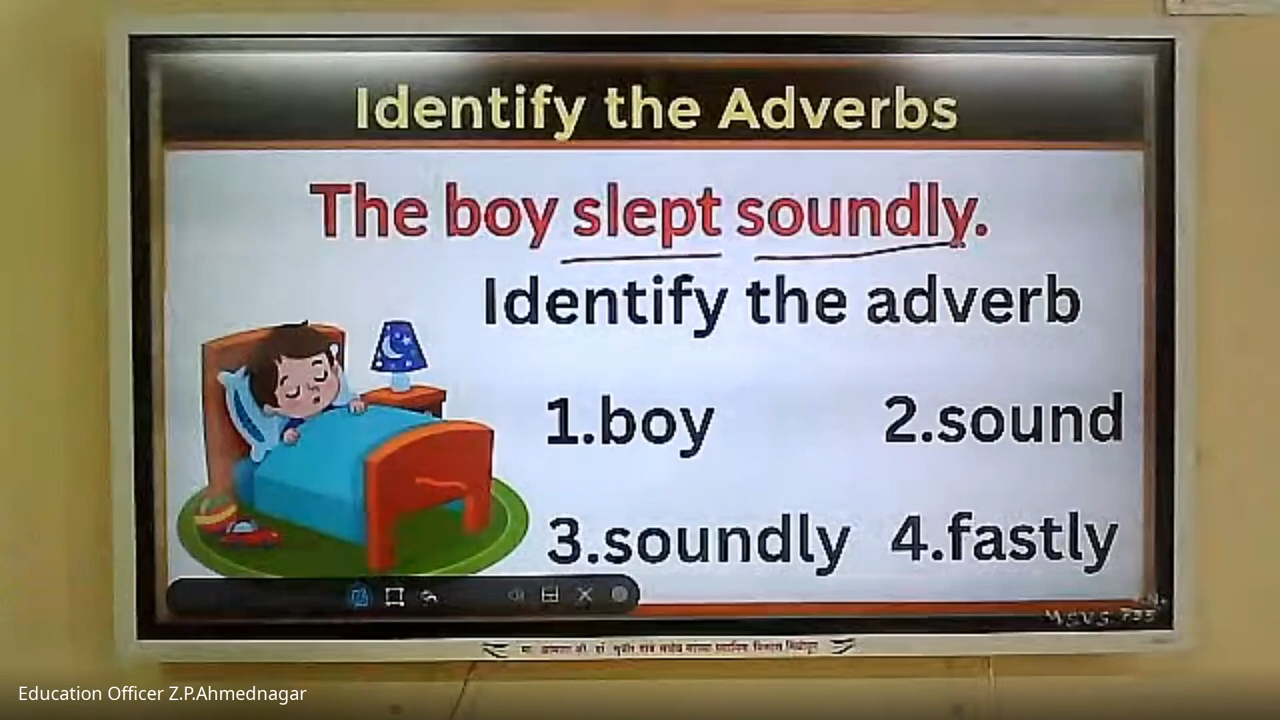 Identify the Adverbs
The boy slept soundly.
Identify the adverb
1.boy 2.sound
3.soundly 4.fastly
Education Officer Z.P.Ahmednagar